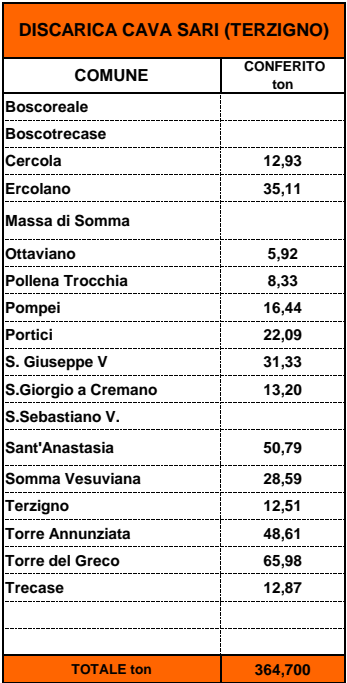 DISCARICA CAVA SARI (TERZIGNO)
COMUNE CONFERITO ton
Boscoreale
Boscotrecase
Cercola 12,93
Ercolano 35,11
Massa di Somma
Ottaviano 5,92
Pollena Trocchia 8,33
Pompei 16,44
Portici 22,09
S. Giuseppe V 31,33
S.Giorgio a Cremano 13,20
S.Sebastiano V.
Sant'Anastasia 50,79
Somma Vesuviana 28,59
Terzigno 12,51
Torre Annunziata 48,61
Torre del Greco 65,98
Trecase 12,87
TOTALE ton 364,700